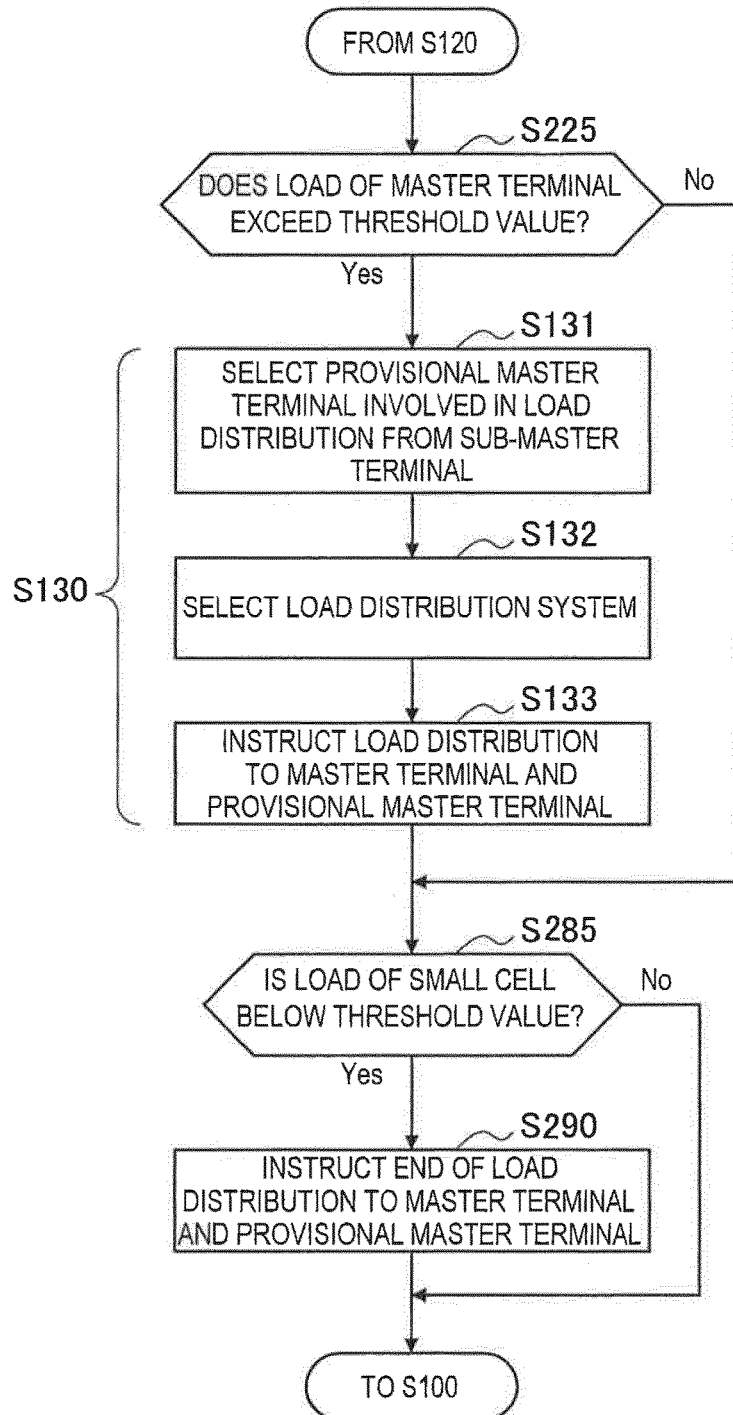 FROM S120
S225
DOES LOAD OF MASTER TERMINAL
EXCEED THRESHOLD VALUE?
No
Yes
S131
SELECT PROVISIONAL MASTER
TERMINAL INVOLVED IN LOAD
DISTRIBUTION FROM SUB-MASTER
TERMINAL
S132
S130
SELECT LOAD DISTRIBUTION SYSTEM
S133
INSTRUCT LOAD DISTRIBUTION
TO MASTER TERMINAL AND
PROVISIONAL MASTER TERMINAL
S285
IS LOAD OF SMALL CELL
BELOW THRESHOLD VALUE?
No
Yes
S290
INSTRUCT END OF LOAD
DISTRIBUTION TO MASTER TERMINAL
AND PROVISIONAL MASTER TERMINAL
TO S100